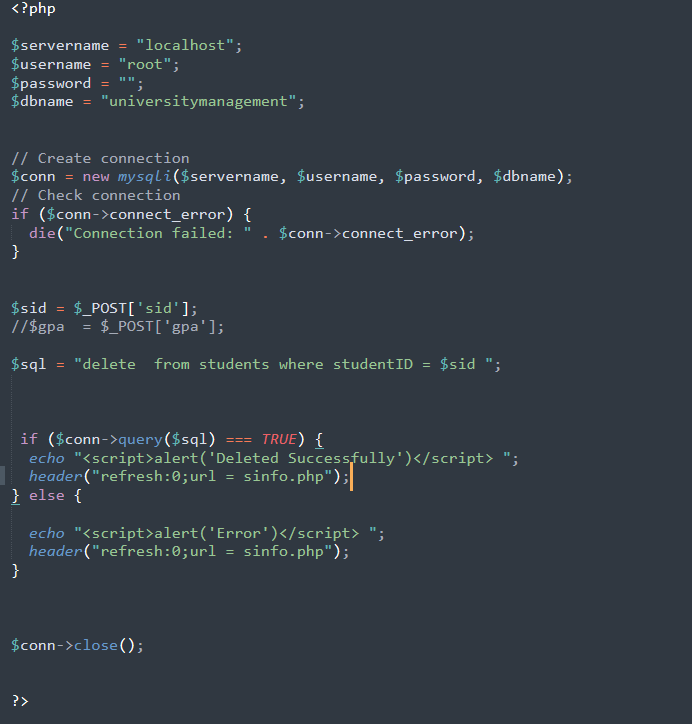 <?php
$servername = "localhost";
$username = "root";
$password = "";
$dbname = "universitymanagement";
// Create connection
$conn = new mysqli($servername, $username, $password, $dbname);
// Check connection
if ($conn->connect_error) {
  die("Connection failed: " . $conn->connect_error);
}
$sid = $_POST['sid'];
//$gpa  = $_POST['gpa'];
$sql = "delete  from students where studentID = $sid ";
 if ($conn->query($sql) === TRUE) {
  echo "<script>alert('Deleted Successfully')</script> ";
  header("refresh:0;url = sinfo.php");
} else {
  echo "<script>alert('Error')</script> ";
  header("refresh:0;url = sinfo.php");
}
$conn->close();
?>